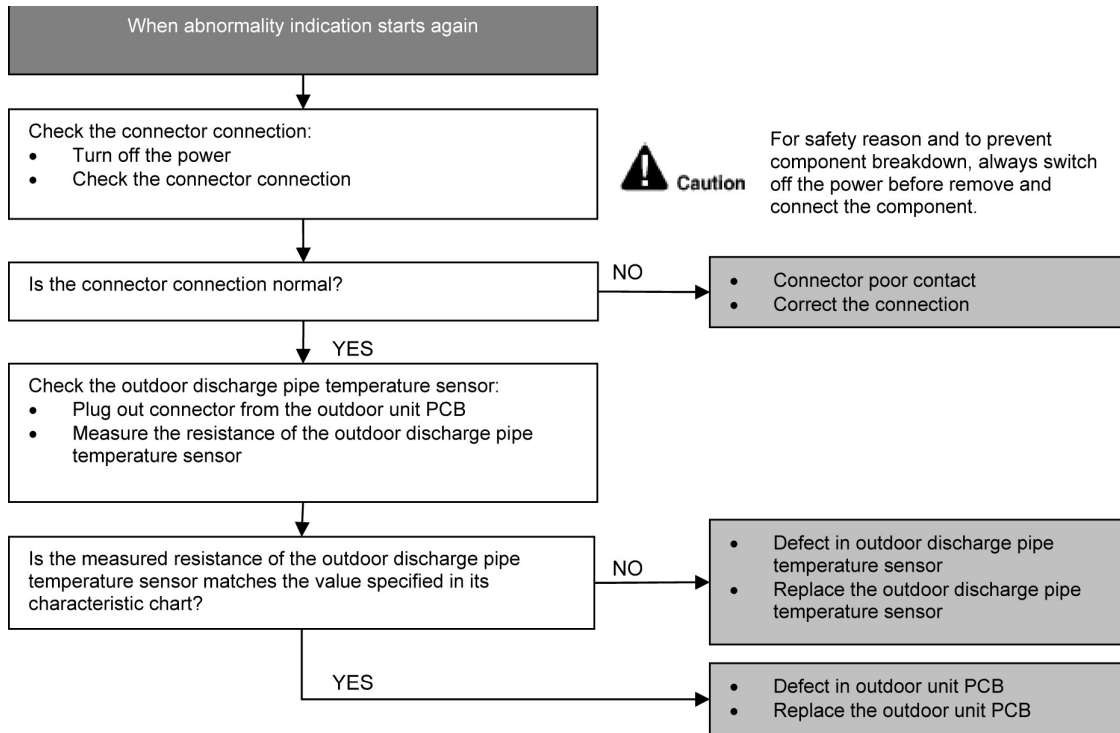 When abnormality indication starts again
Check the connector connection:
• Turn off the power
• Check the connector connection
Caution
For safety reason and to prevent
component breakdown, always switch
off the power before remove and
connect the component.
Is the connector connection normal?
NO
• Connector poor contact
• Correct the connection
YES
Check the outdoor discharge pipe temperature sensor:
• Plug out connector from the outdoor unit PCB
• Measure the resistance of the outdoor discharge pipe
temperature sensor
Is the measured resistance of the outdoor discharge pipe
temperature sensor matches the value specified in its
characteristic chart?
NO
• Defect in outdoor discharge pipe
temperature sensor
• Replace the outdoor discharge pipe
temperature sensor
YES
• Defect in outdoor unit PCB
• Replace the outdoor unit PCB